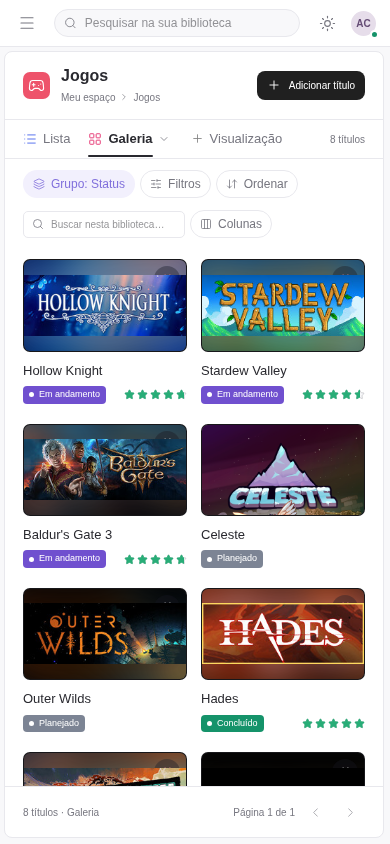 Pesquisar na sua biblioteca
AC
Jogos
Meu espaço > Jogos
Adicionar título
Lista
Galeria
Visualização
8 títulos
Grupo: Status
Filtros
Ordenar
Buscar nesta biblioteca…
Colunas
HOLLOW KNIGHT
STARDEW
VALLEY
Hollow Knight
Stardew Valley
Em andamento
Em andamento
Baldur's
Gate
CELESTE
Baldur's Gate 3
Celeste
Em andamento
Planejado
OUTER
WILDS
HADES
Outer Wilds
Hades
Planejado
Concluído
8 títulos · Galeria
Página 1 de 1